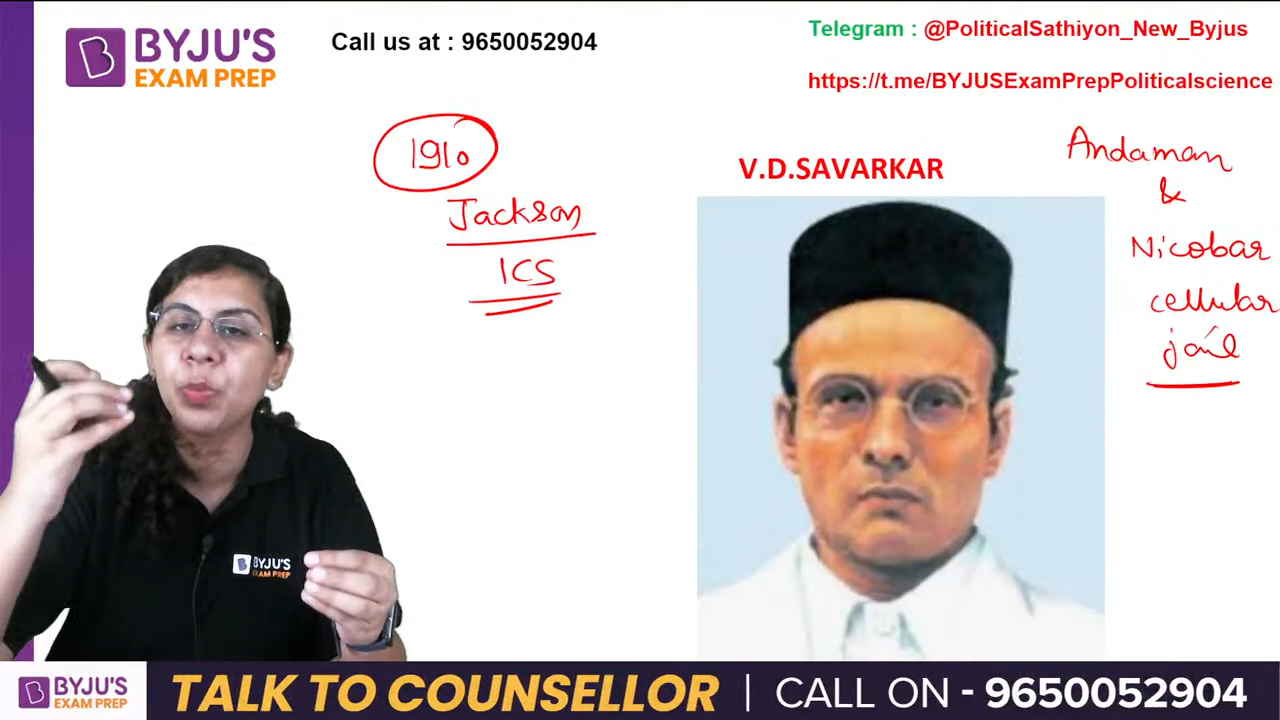 BYJU'S
EXAM PREP
Call us at : 9650052904
Telegram : @PoliticalSathiyon_New_Byjus
https://t.me/BYJUSExamPrepPoliticalscience
1910
Jackson
ICS
V.D.SAVARKAR
Andaman
&
Nicobar
cellular
jail
BYJU'S
EXAM PREP
BYJU'S
EXAM PREP
TALK TO COUNSELLOR | CALL ON - 9650052904